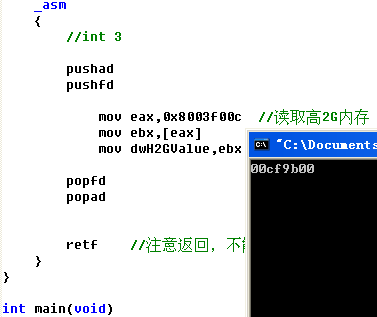 _asm
{
//int 3
pushad
pushfd
mov eax,0x8003f00c //读取高2G内存
mov ebx,[eax]
mov dwH2GValue,ebx
popfd
popad
retf //注意返回，不
}
}
int main(void)
"C:\Documents
00cf9b00